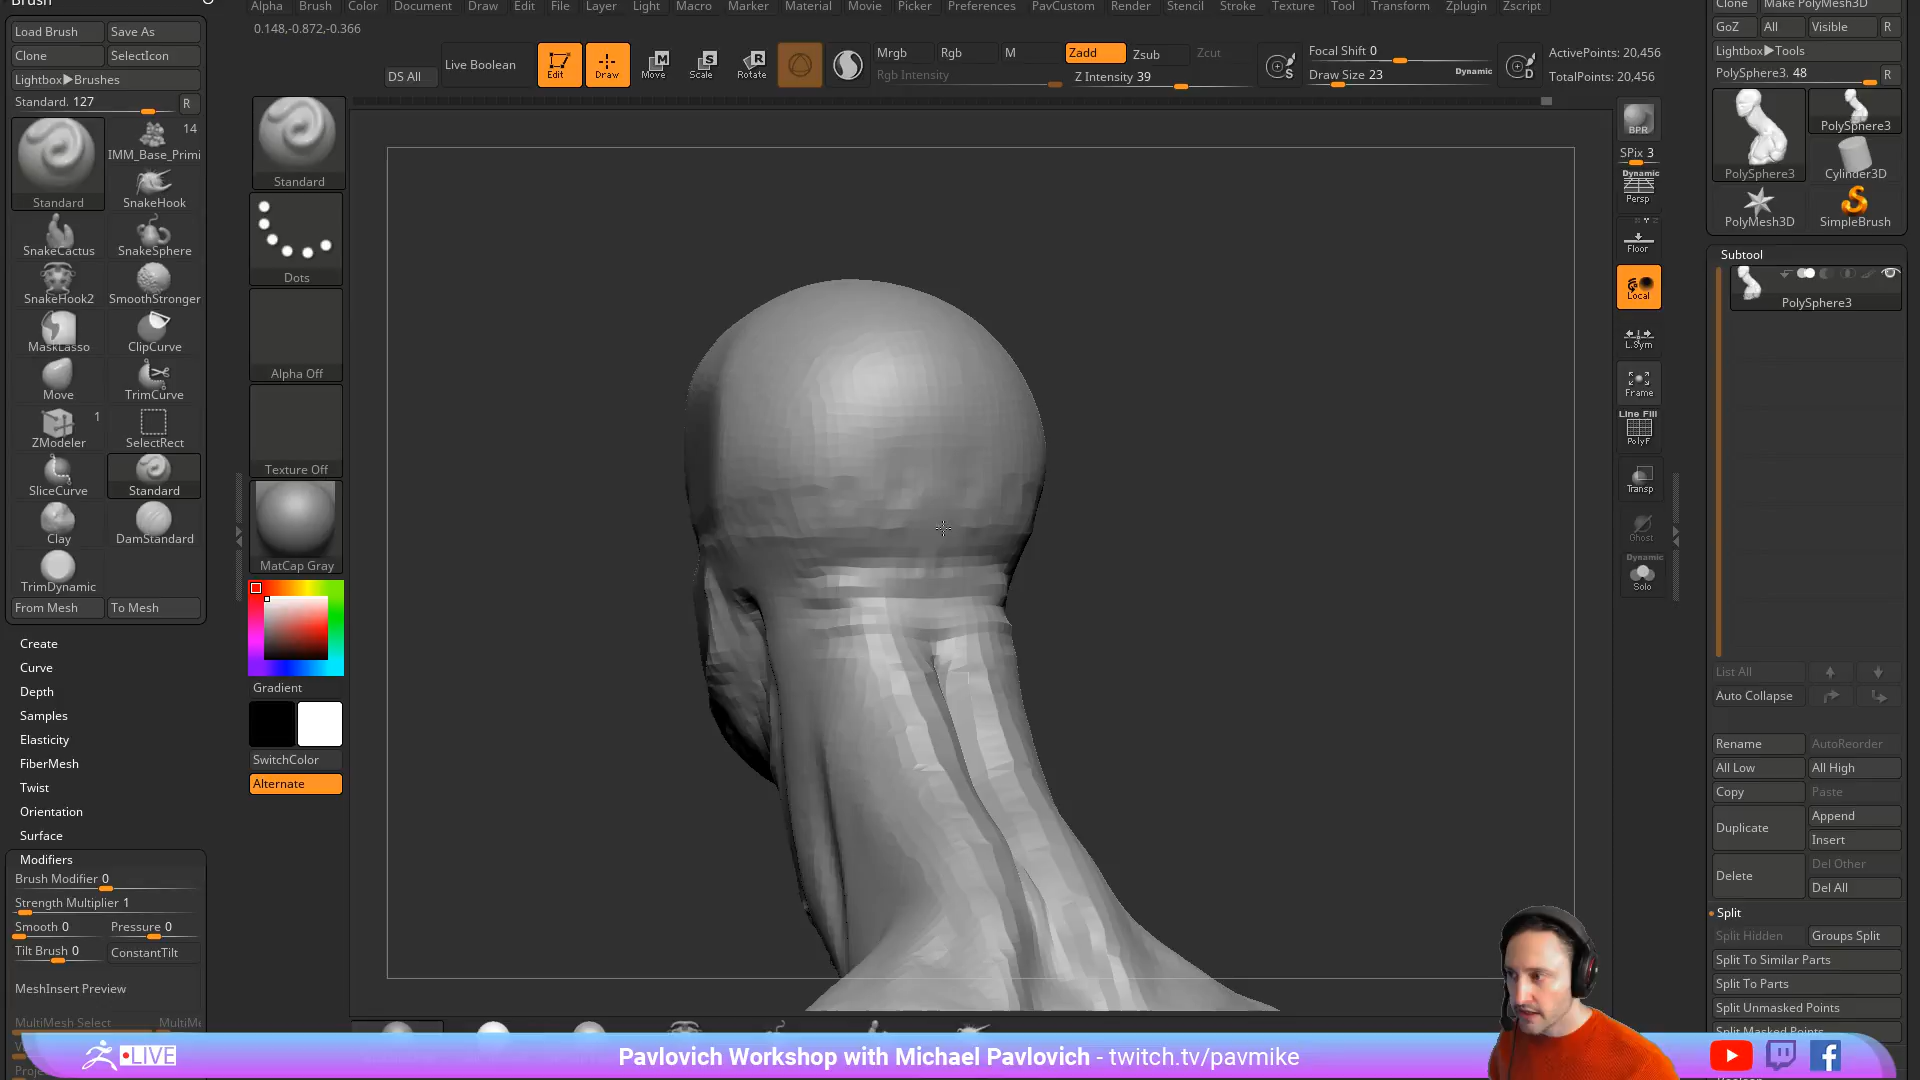 Brush
Alpha Brush Color Document Draw Edit File Layer Light Macro Marker Material Movie Picker Preferences PavCustom Render Stencil Stroke Texture Tool Transform Zplugin Zscript
Load Brush Save As
Clone SelectIcon
Lightbox▶Brushes
Standard. 127 R
Standard
14
IMM_Base_Primi
SnakeHook
SnakeCactus SnakeSphere
SnakeHook2 SmoothStronger
MaskLasso ClipCurve
Move TrimCurve
1
ZModeler SelectRect
SliceCurve Standard
Clay DamStandard
TrimDynamic
From Mesh To Mesh
Create
Curve
Depth
Samples
Elasticity
FiberMesh
Twist
Orientation
Surface
Modifiers
Brush Modifier 0
Strength Multiplier 1
Smooth 0 Pressure 0
Tilt Brush 0 ConstantTilt
MeshInsert Preview
MultiMesh Select MultiMe
0.148,-0.872,-0.366
DS All Live Boolean Edit Draw Move Scale Rotate
Mrgb Rgb M Zadd Zsub Zcut
Rgb Intensity Z Intensity 39
Focal Shift 0
Draw Size 23 Dynamic
ActivePoints: 20,456
TotalPoints: 20,456
Standard
Dots
Alpha Off
Texture Off
MatCap Gray
Gradient
SwitchColor
Alternate
BPR
SPix 3
Dynamic
Persp
Floor
Local
L.Sym
Frame
Line Fill
PolyF
Transp
Ghost
Dynamic
Solo
Clone Make PolyMesh3D
GoZ All Visible R
Lightbox▶Tools
PolySphere3. 48 R
PolySphere3 PolySphere3
Cylinder3D
PolyMesh3D SimpleBrush
Subtool
PolySphere3
List All
Auto Collapse
Rename AutoReorder
All Low All High
Copy Paste
Duplicate Append
Insert
Delete Del Other
Del All
Split
Split Hidden Groups Split
Split To Similar Parts
Split To Parts
Split Unmasked Points
Split Masked Points
LIVE
Pavlovich Workshop with Michael Pavlovich - twitch.tv/pavmike